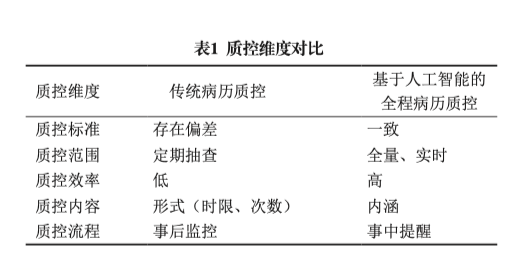 表1 质控维度对比
质控维度 传统病历质控 基于人工智能的
全程病历质控
质控标准 存在偏差 一致
质控范围 定期抽查 全量、实时
质控效率 低 高
质控内容 形式（时限、次数） 内涵
质控流程 事后监控 事中提醒